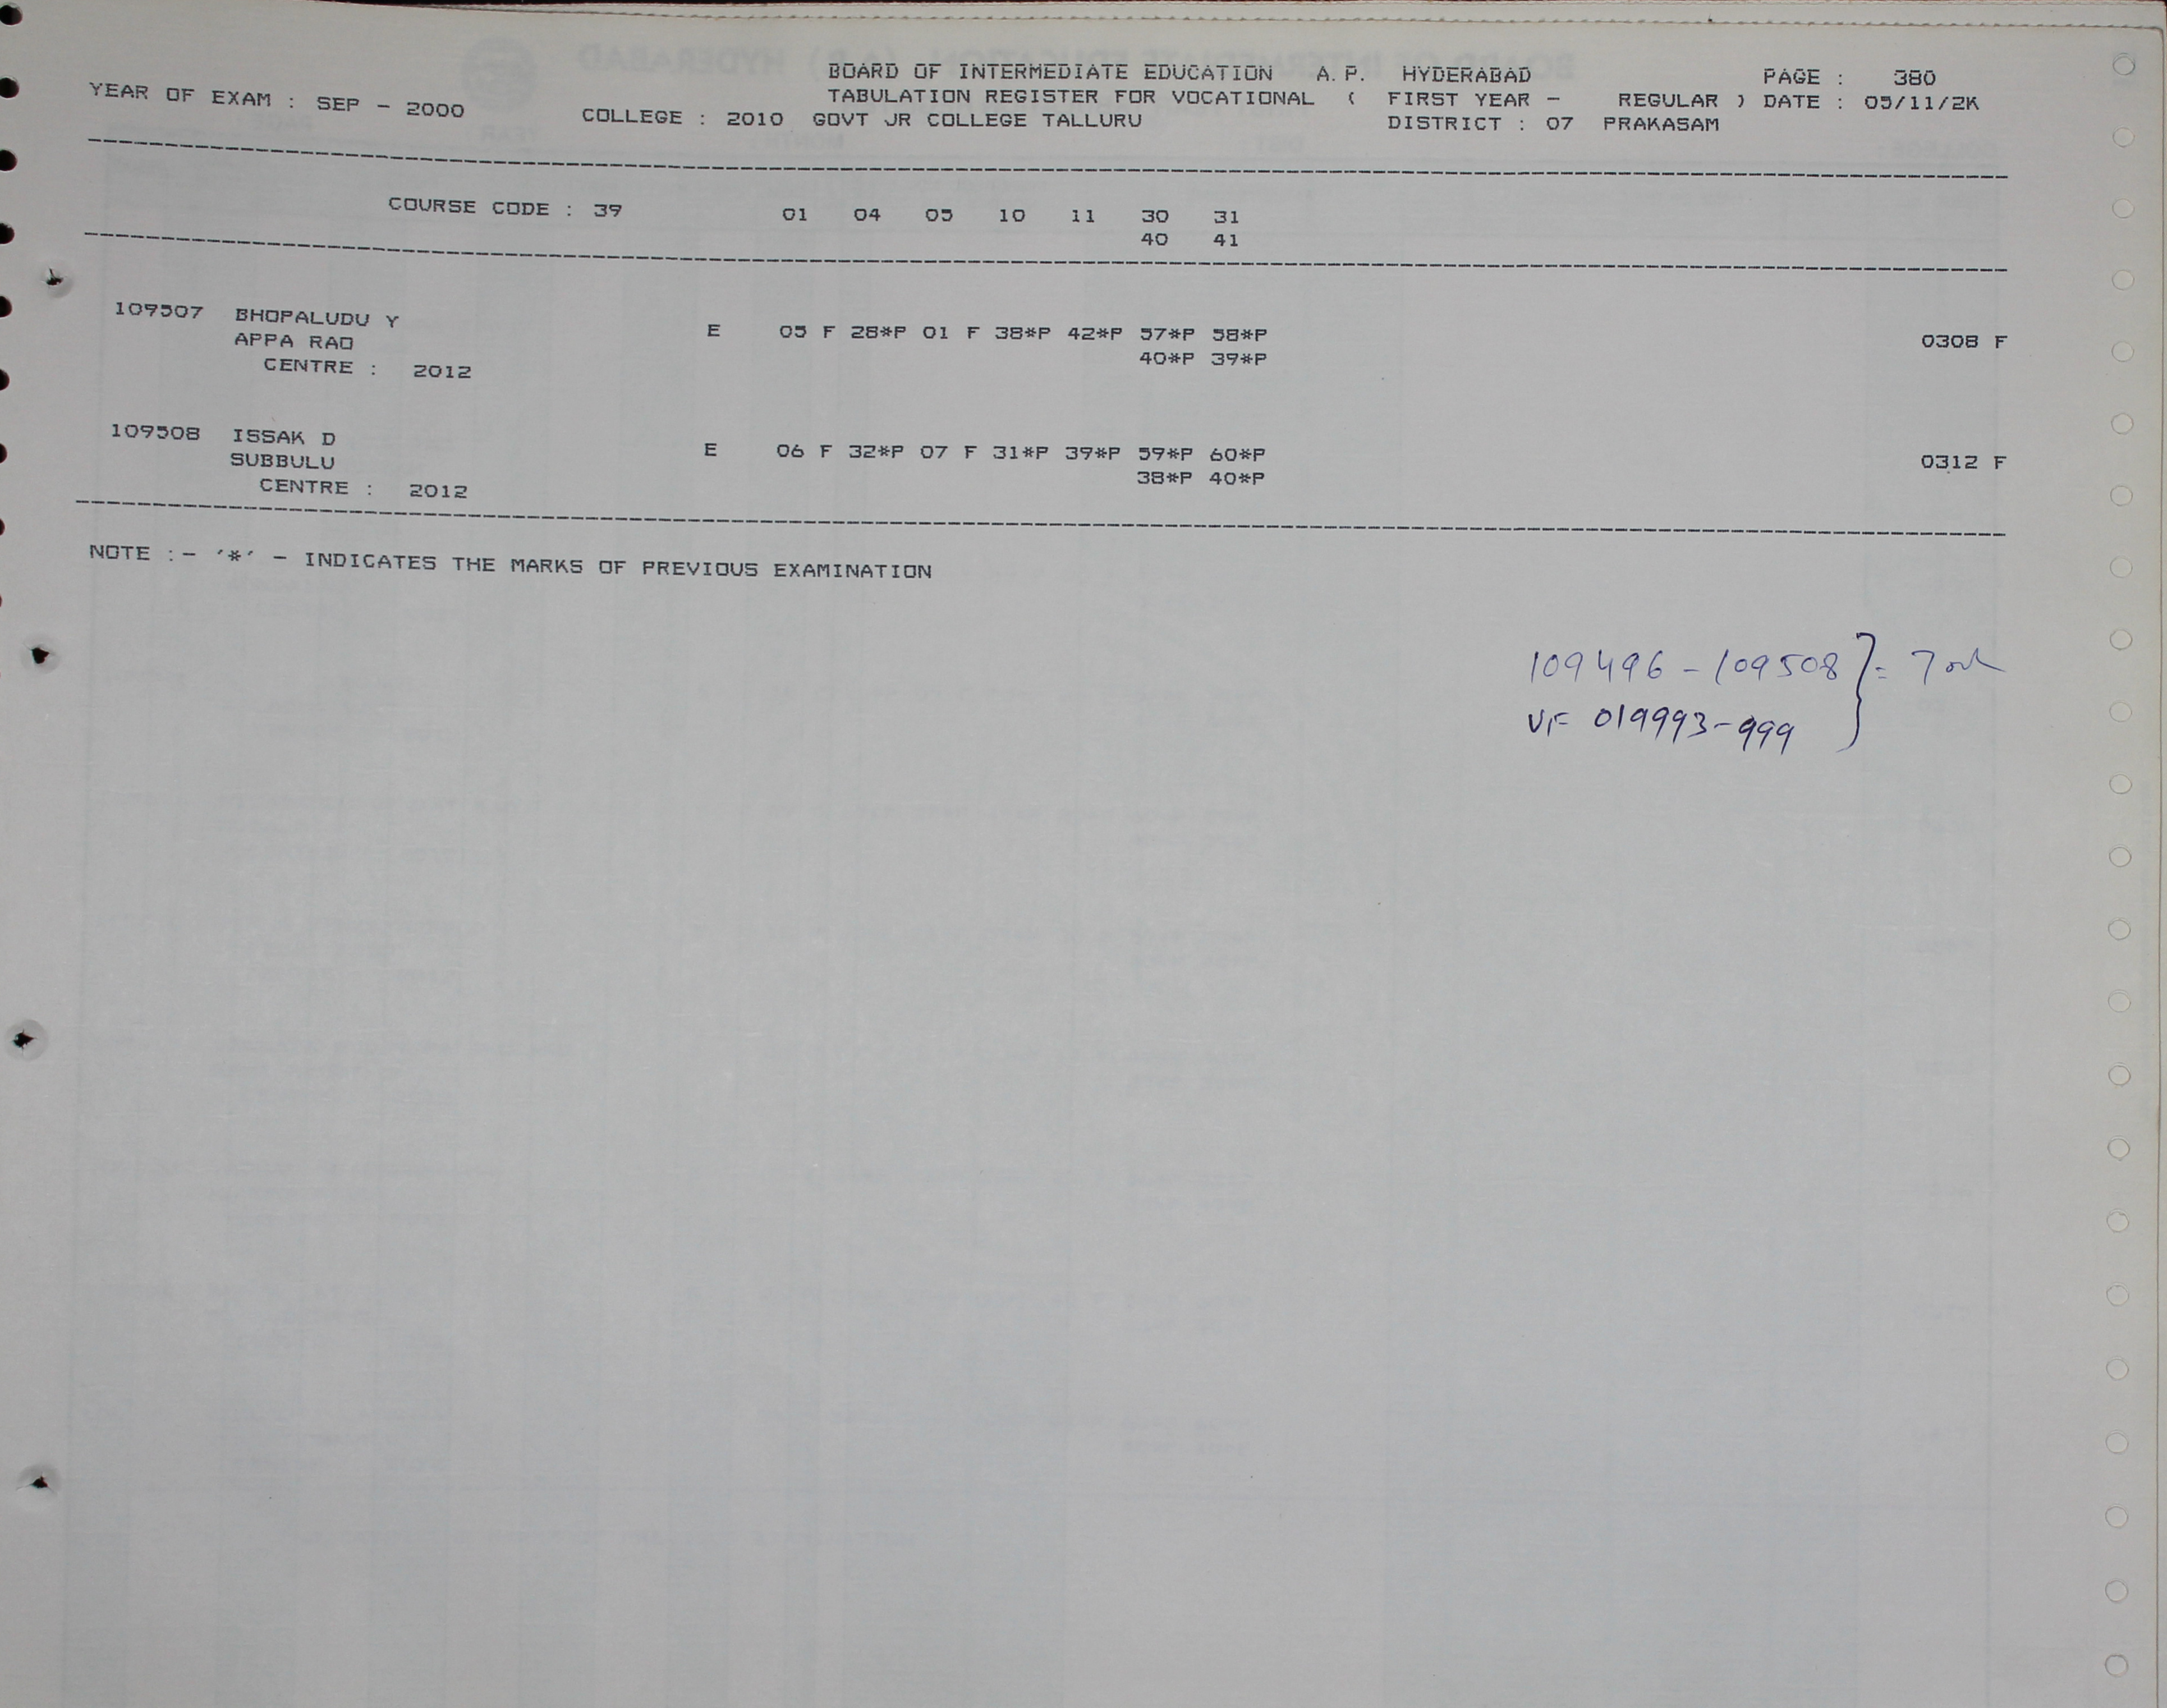 BOARD OF INTERMEDIATE EDUCATION A.P. HYDERABAD PAGE : 380
YEAR OF EXAM : SEP - 2000 TABULATION REGISTER FOR VOCATIONAL ( FIRST YEAR - REGULAR ) DATE : 05/11/2K
COLLEGE : 2010 GOVT JR COLLEGE TALLURU DISTRICT : 07 PRAKASAM
COURSE CODE : 39 01 04 05 10 11 30 31
40 41
109507 BHOPALUDU Y E 05 F 28*P 01 F 38*P 42*P 57*P 58*P 0308 F
APPA RAO 40*P 39*P
CENTRE : 2012
109508 ISSAK D E 06 F 32*P 07 F 31*P 39*P 59*P 60*P 0312 F
SUBBULU 38*P 40*P
CENTRE : 2012
NOTE :- '*' - INDICATES THE MARKS OF PREVIOUS EXAMINATION
109496 - 109508 } = 7
VF 019993-999